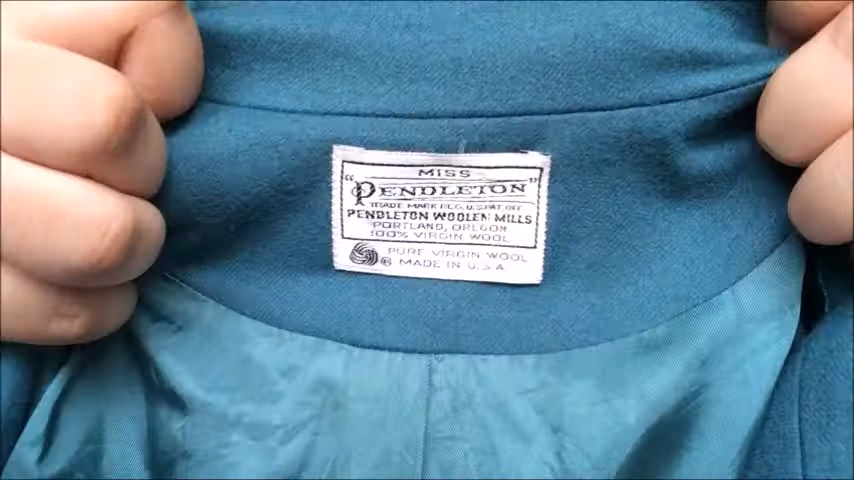 MISS
"PENDLETON"
TRADE MARK REG. U.S. PAT. OFF.
PENDLETON WOOLEN MILLS
PORTLAND, OREGON
100% VIRGIN WOOL
PURE VIRGIN WOOL
® MADE IN U.S.A.